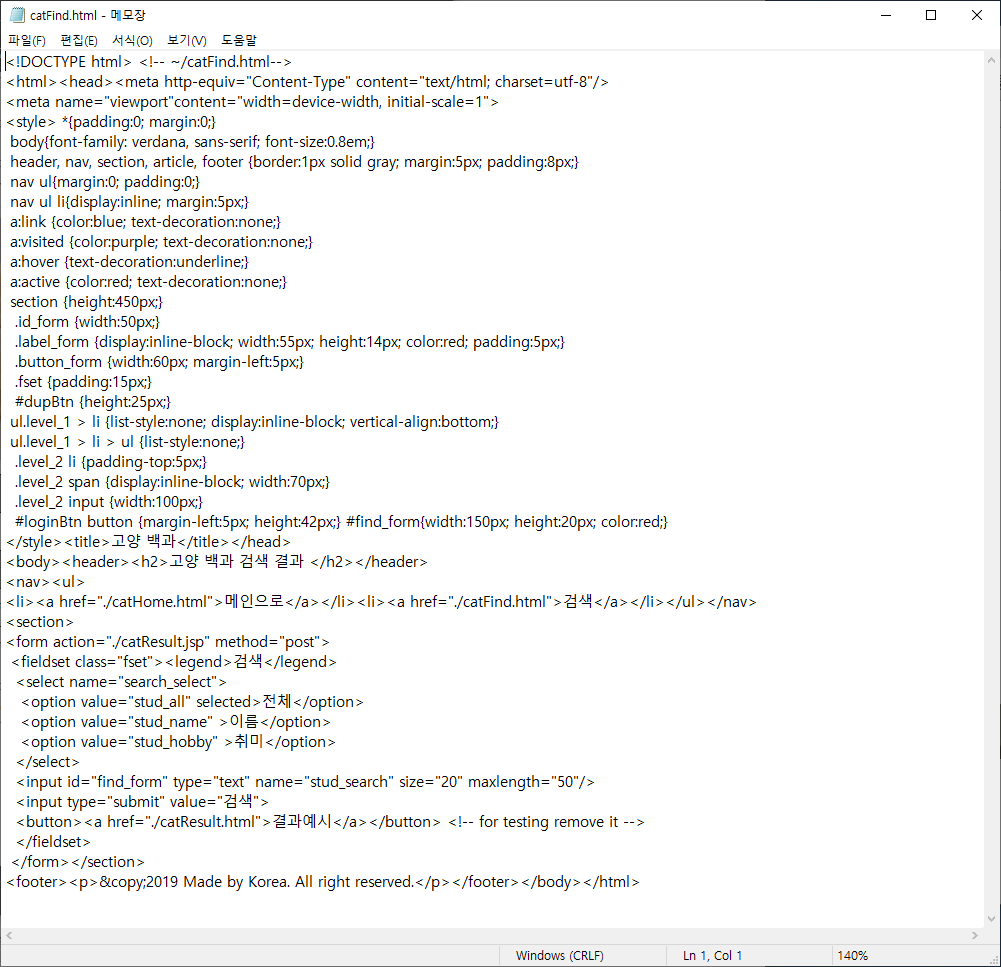 catFind.html - 메모장
파일(F) 편집(E) 서식(O) 보기(V) 도움말
<!DOCTYPE html> <!-- ~/catFind.html-->
<html><head><meta http-equiv="Content-Type" content="text/html; charset=utf-8"/>
<meta name="viewport"content="width=device-width, initial-scale=1">
<style> *{padding:0; margin:0;}
body{font-family: verdana, sans-serif; font-size:0.8em;}
header, nav, section, article, footer {border:1px solid gray; margin:5px; padding:8px;}
nav ul{margin:0; padding:0;}
nav ul li{display:inline; margin:5px;}
a:link {color:blue; text-decoration:none;}
a:visited {color:purple; text-decoration:none;}
a:hover {text-decoration:underline;}
a:active {color:red; text-decoration:none;}
section {height:450px;}
.id_form {width:50px;}
.label_form {display:inline-block; width:55px; height:14px; color:red; padding:5px;}
.button_form {width:60px; margin-left:5px;}
.fset {padding:15px;}
#dupBtn {height:25px;}
ul.level_1 > li {list-style:none; display:inline-block; vertical-align:bottom;}
ul.level_1 > li > ul {list-style:none;}
.level_2 li {padding-top:5px;}
.level_2 span {display:inline-block; width:70px;}
.level_2 input {width:100px;}
#loginBtn button {margin-left:5px; height:42px;} #find_form{width:150px; height:20px; color:red;}
</style><title>고양 백과</title></head>
<body><header><h2>고양 백과 검색 결과 </h2></header>
<nav><ul>
<li><a href="./catHome.html">메인으로</a></li><li><a href="./catFind.html">검색</a></li></ul></nav>
<section>
<form action="./catResult.jsp" method="post">
<fieldset class="fset"><legend>검색</legend>
<select name="search_select">
<option value="stud_all" selected>전체</option>
<option value="stud_name" >이름</option>
<option value="stud_hobby" >취미</option>
</select>
<input id="find_form" type="text" name="stud_search" size="20" maxlength="50"/>
<input type="submit" value="검색">
<button><a href="./catResult.html">결과예시</a></button> <!-- for testing remove it -->
</fieldset>
</form></section>
<footer><p>&copy;2019 Made by Korea. All right reserved.</p></footer></body></html>
Windows (CRLF) Ln 1, Col 1 140%